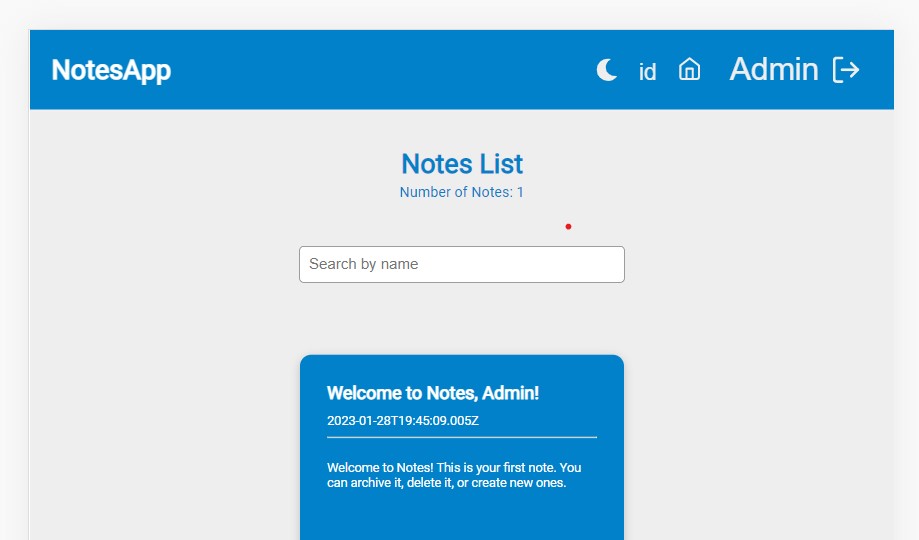 NotesApp
id
Admin
Notes List
Number of Notes: 1
Search by name
Welcome to Notes, Admin!
2023-01-28T19:45:09.005Z
Welcome to Notes! This is your first note. You
can archive it, delete it, or create new ones.